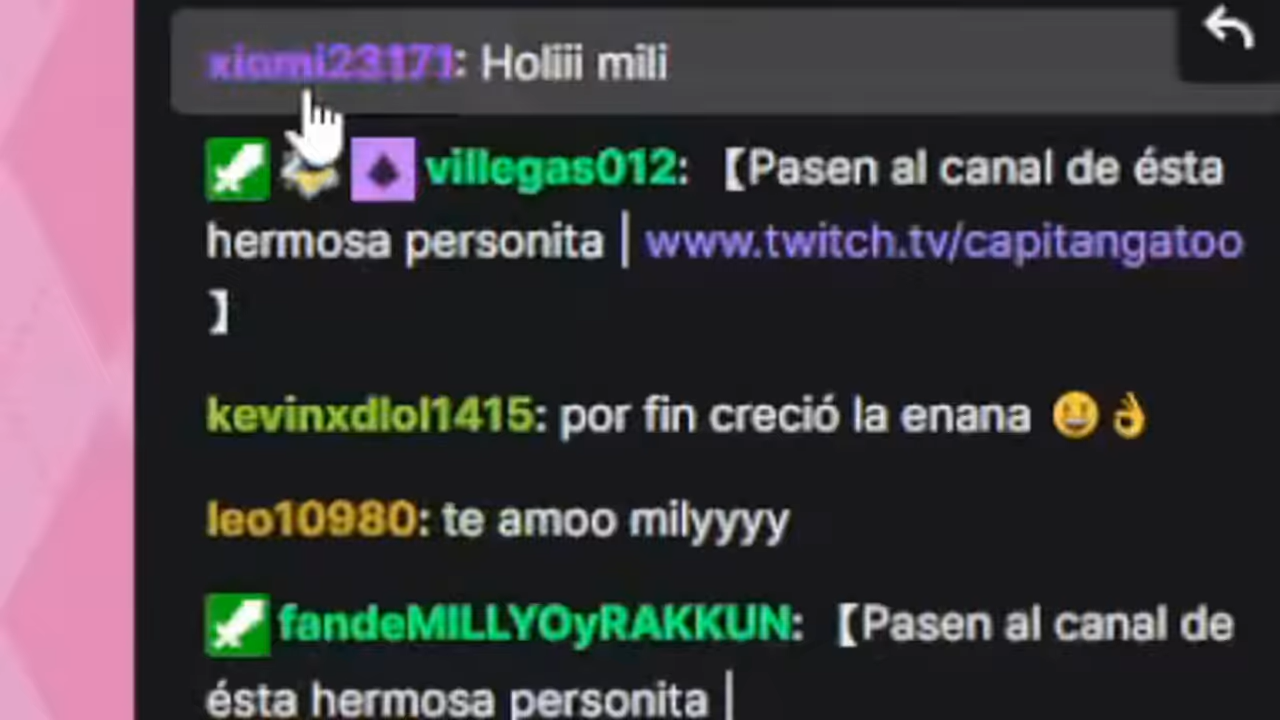 xiomi23171: Holiii mili
villegas012: 【Pasen al canal de ésta
hermosa personita | www.twitch.tv/capitangatoo
】
kevinxdlol1415: por fin creció la enana 😃👌
leo10980: te amoo milyyyy
fandeMILLYOyRAKKUN: 【Pasen al canal de
ésta hermosa personita |